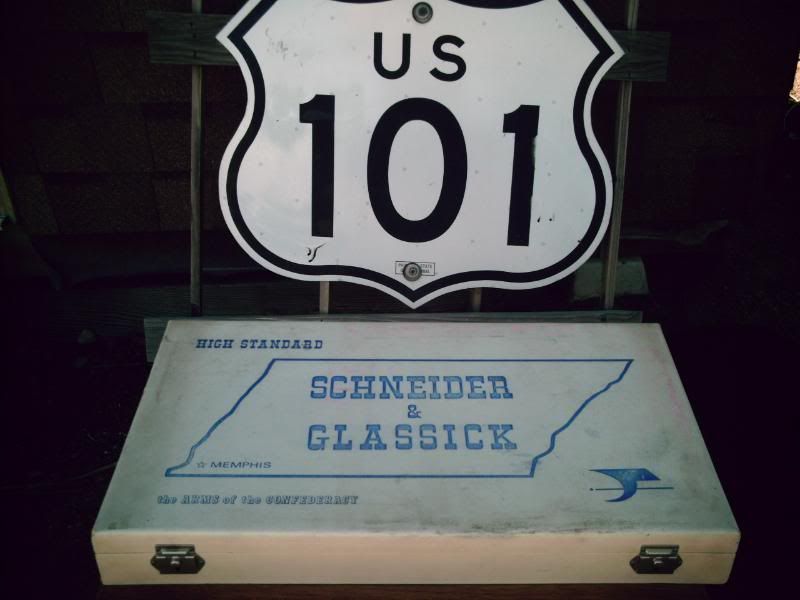 US
101
HIGH STANDARD
SCHNEIDER
&
GLASSICK
MEMPHIS
the ARMS of the CONFEDERACY